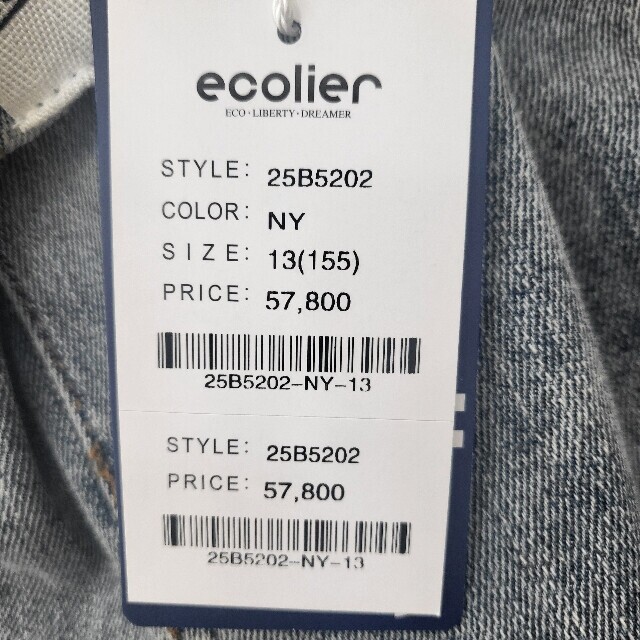 ecolier
ECO·LIBERTY·DREAMER
STYLE: 25B5202
COLOR: NY
SIZE: 13(155)
PRICE: 57,800
25B5202-NY-13
STYLE: 25B5202
PRICE: 57,800
25B5202-NY-13